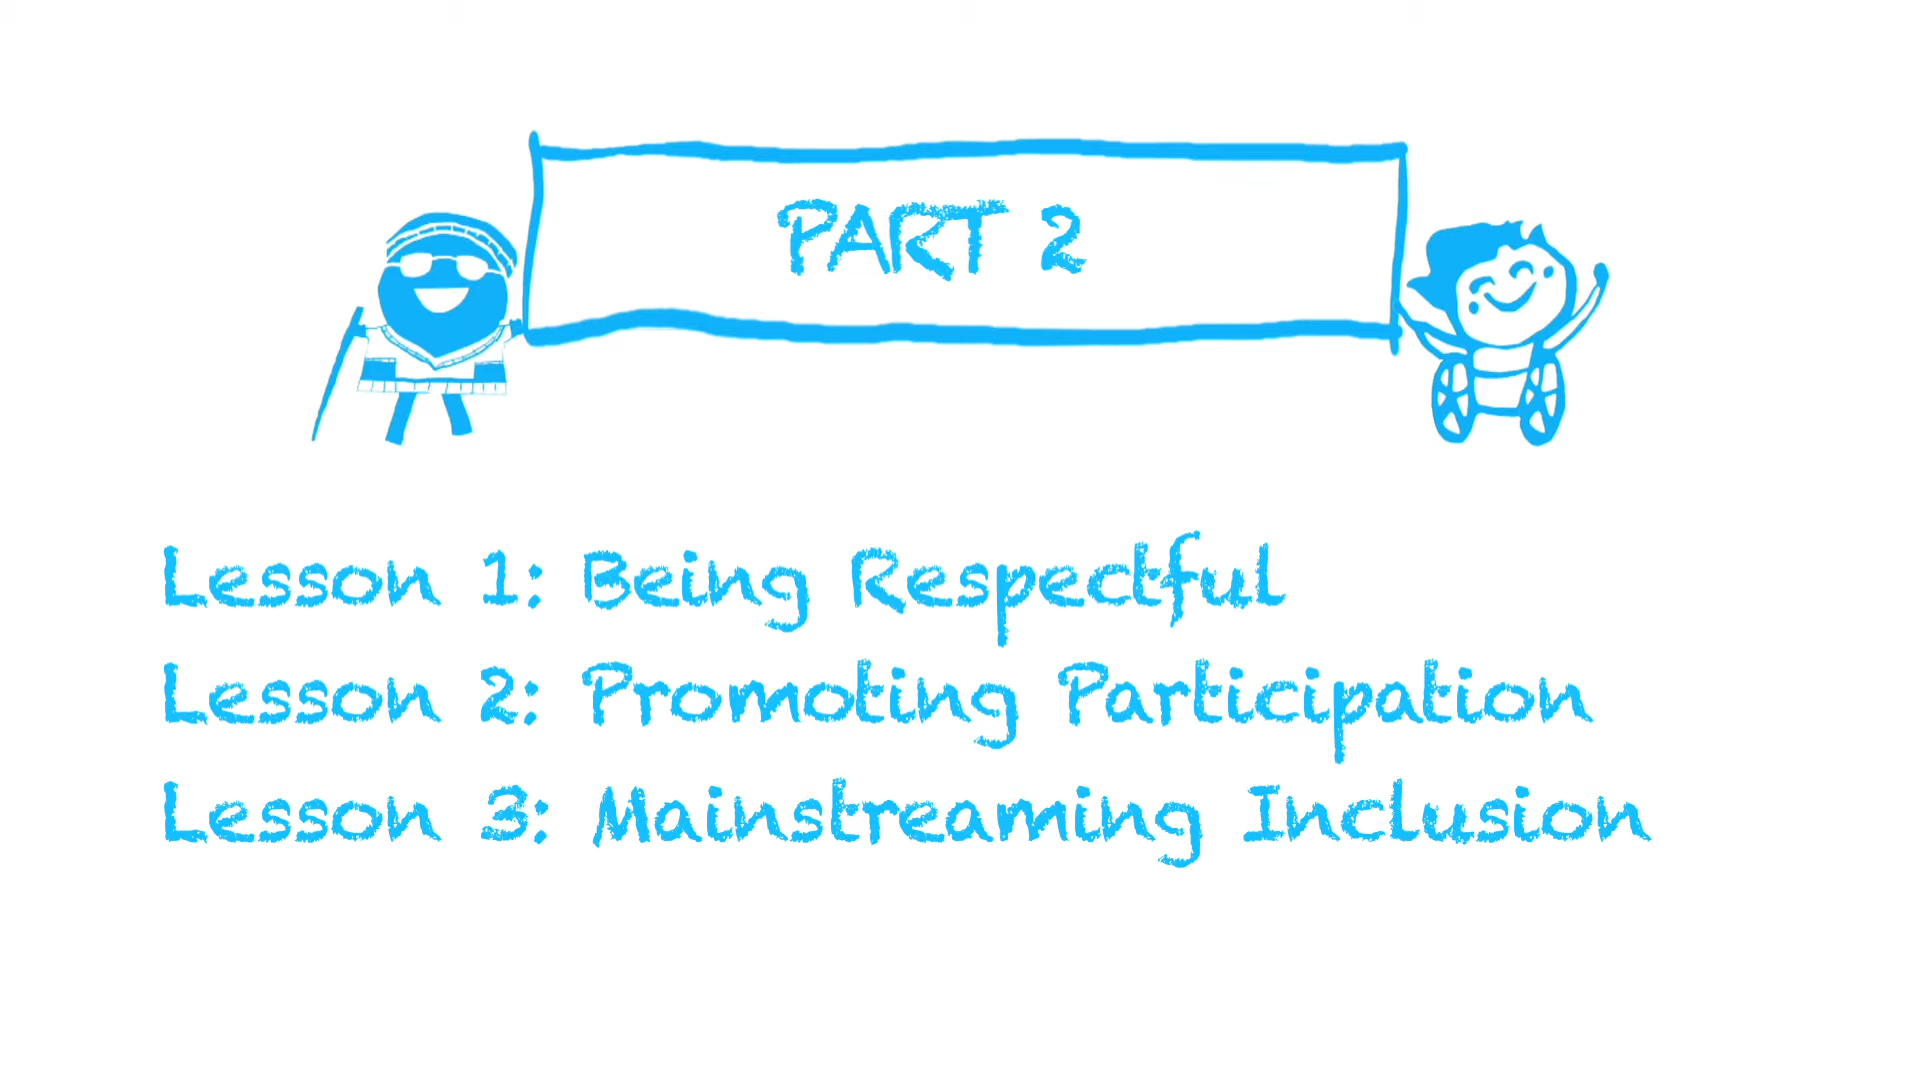 PART 2
Lesson 1: Being Respectful
Lesson 2: Promoting Participation
Lesson 3: Mainstreaming Inclusion